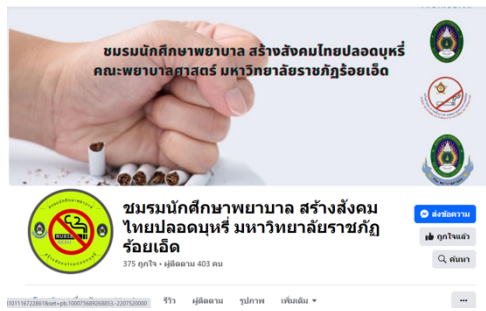 ชมรมนักศึกษาพยาบาล สร้างสังคมไทยปลอดบุหรี่
คณะพยาบาลศาสตร์ มหาวิทยาลัยราชภัฏร้อยเอ็ด
ชมรมนักศึกษาพยาบาล สร้างสังคม
ไทยปลอดบุหรี่ มหาวิทยาลัยราชภัฏ
ร้อยเอ็ด
375 ถูกใจ • ผู้ติดตาม 403 คน
ส่งข้อความ
ถูกใจแล้ว
ค้นหา
รีวิว ผู้ติดตาม รูปภาพ เพิ่มเติม